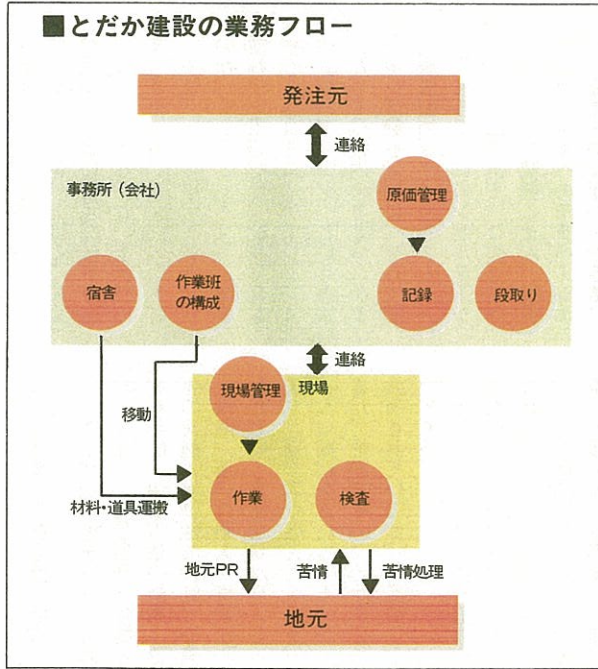 ■とだか建設の業務フロー
発注元
連絡
事務所（会社）
原価管理
宿舎
作業班
の構成
記録
段取り
連絡
現場管理
現場
移動
作業
検査
材料・道具運搬
地元PR
苦情
苦情処理
地元